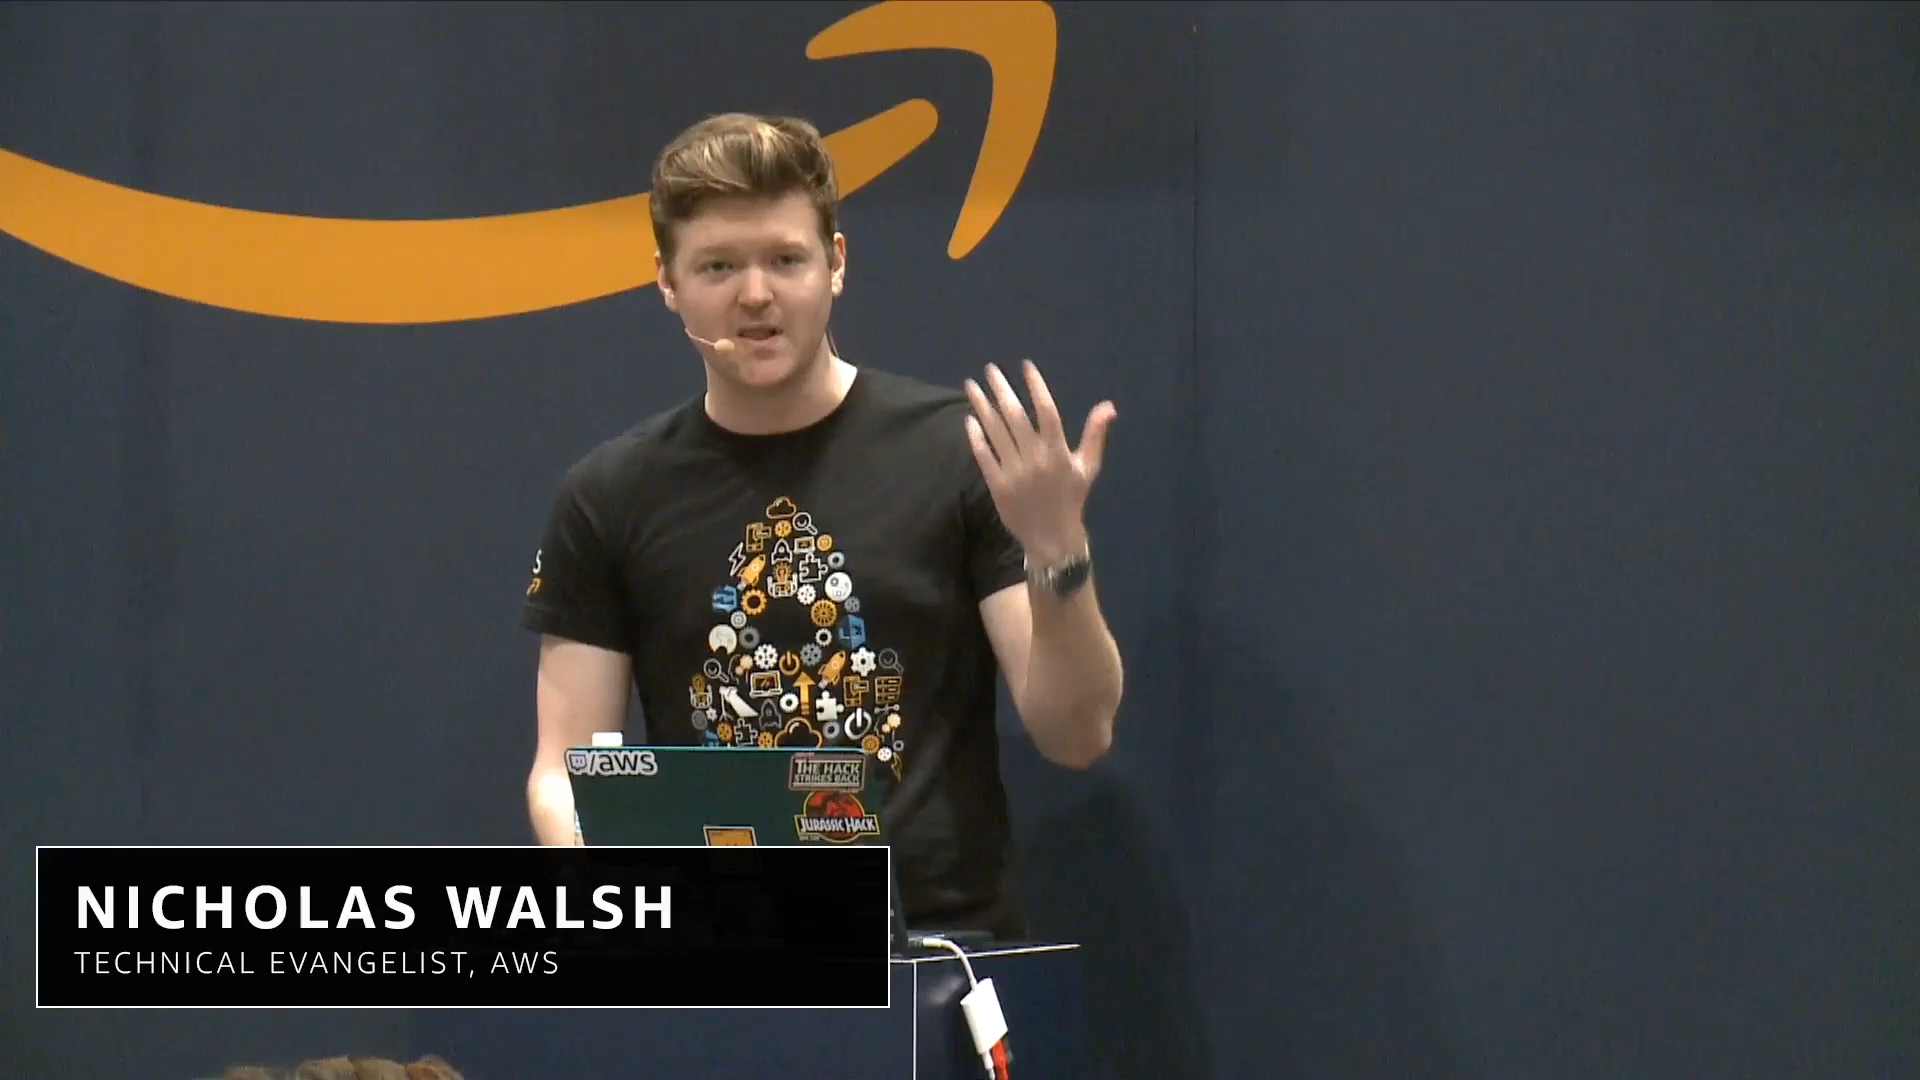 S
/aws
THE HACK
STRIKES BACK
JURASSIC HACK
NICHOLAS WALSH
TECHNICAL EVANGELIST, AWS